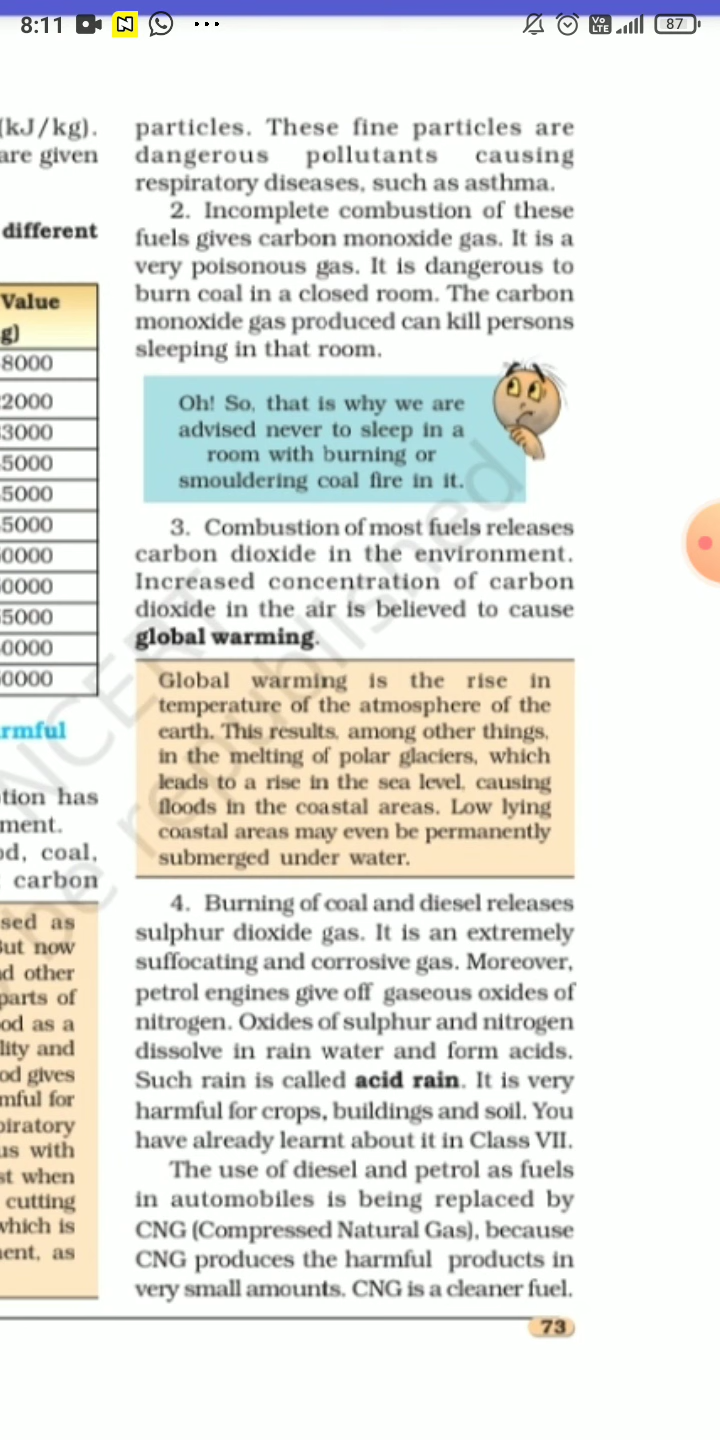 8:11
VoLTE
87
(kJ/kg).
are given
different
Value
g)
8000
2000
3000
5000
5000
5000
0000
0000
5000
0000
0000
rmful
tion has
ment.
od, coal,
carbon
sed as
But now
nd other
parts of
od as a
lity and
od gives
mful for
piratory
us with
st when
cutting
which is
ment, as
particles. These fine particles are
dangerous pollutants causing
respiratory diseases, such as asthma.
2. Incomplete combustion of these
fuels gives carbon monoxide gas. It is a
very poisonous gas. It is dangerous to
burn coal in a closed room. The carbon
monoxide gas produced can kill persons
sleeping in that room.
Oh! So, that is why we are
advised never to sleep in a
room with burning or
smouldering coal fire in it.
3. Combustion of most fuels releases
carbon dioxide in the environment.
Increased concentration of carbon
dioxide in the air is believed to cause
global warming.
Global warming is the rise in
temperature of the atmosphere of the
earth. This results, among other things,
in the melting of polar glaciers, which
leads to a rise in the sea level, causing
floods in the coastal areas. Low lying
coastal areas may even be permanently
submerged under water.
4. Burning of coal and diesel releases
sulphur dioxide gas. It is an extremely
suffocating and corrosive gas. Moreover,
petrol engines give off gaseous oxides of
nitrogen. Oxides of sulphur and nitrogen
dissolve in rain water and form acids.
Such rain is called acid rain. It is very
harmful for crops, buildings and soil. You
have already learnt about it in Class VII.
The use of diesel and petrol as fuels
in automobiles is being replaced by
CNG (Compressed Natural Gas), because
CNG produces the harmful products in
very small amounts. CNG is a cleaner fuel.
73
NCERT
be republished